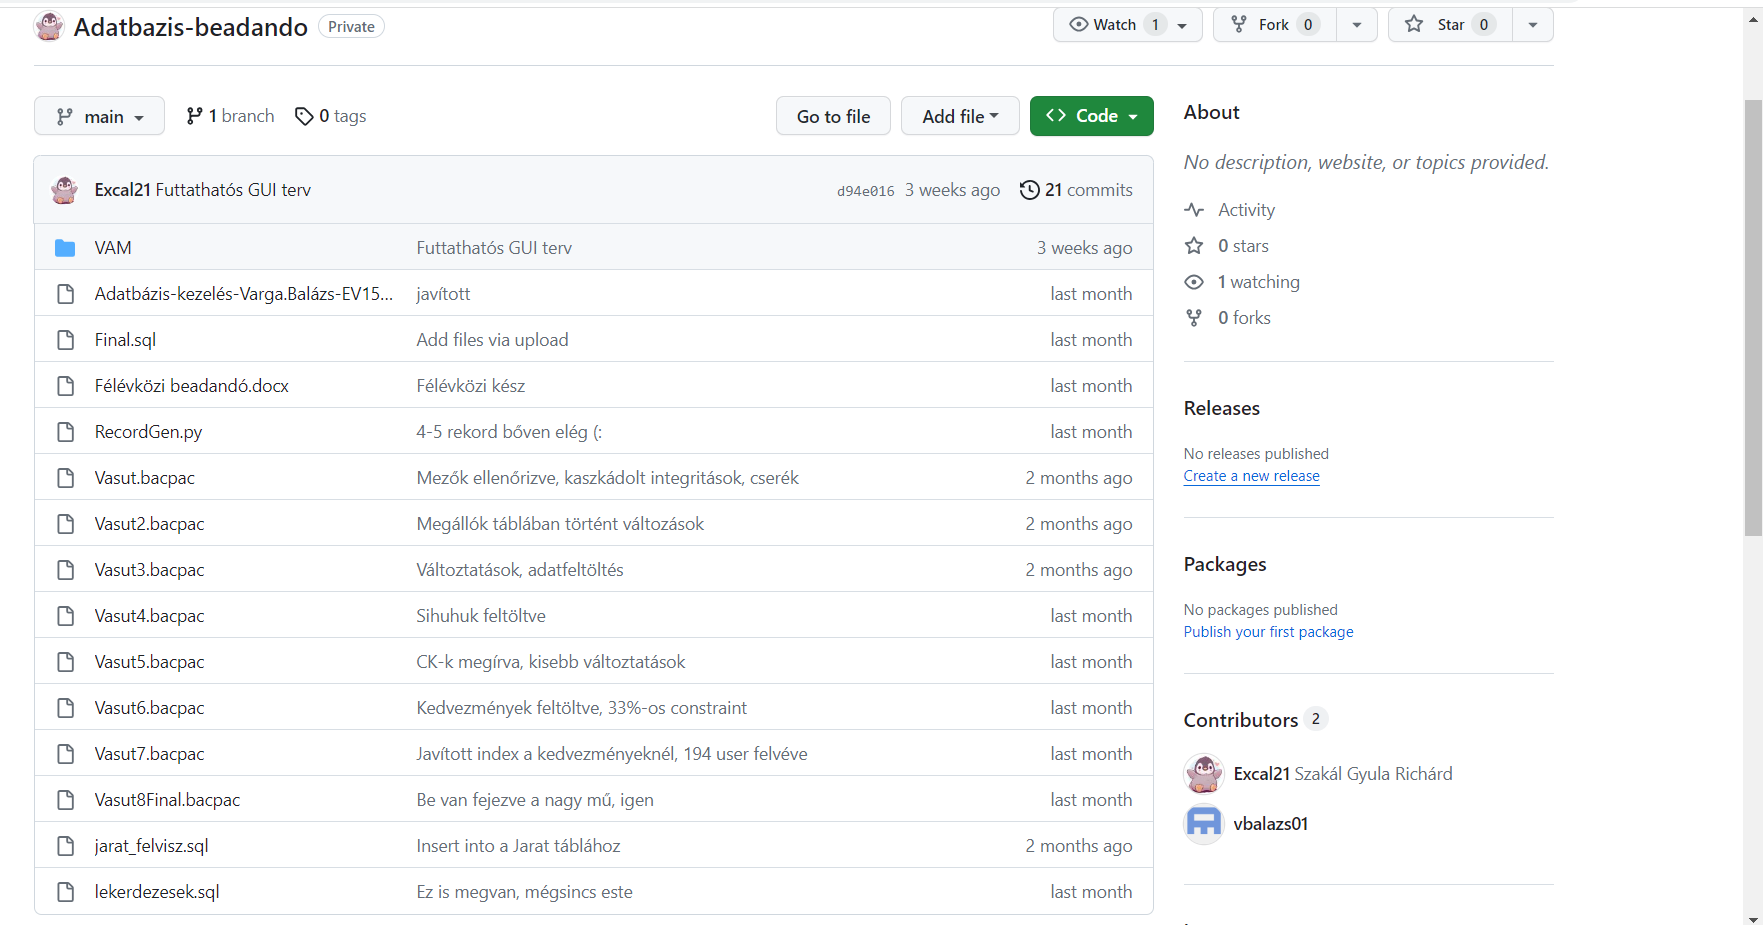 Adatbazis-beadando Private Watch 1 Fork 0 Star 0
main 1 branch 0 tags Go to file Add file Code
Excal21 Futtathatós GUI terv d94e016 3 weeks ago 21 commits
VAM Futtathatós GUI terv 3 weeks ago
Adatbázis-kezelés-Varga.Balázs-EV15... javított last month
Final.sql Add files via upload last month
Félévközi beadandó.docx Félévközi kész last month
RecordGen.py 4-5 rekord bőven elég (: last month
Vasut.bacpac Mezők ellenőrizve, kaszkádolt integritások, cserék 2 months ago
Vasut2.bacpac Megállók táblában történt változások 2 months ago
Vasut3.bacpac Változtatások, adatfeltöltés 2 months ago
Vasut4.bacpac Sihuhuk feltöltve last month
Vasut5.bacpac CK-k megírva, kisebb változtatások last month
Vasut6.bacpac Kedvezmények feltöltve, 33%-os constraint last month
Vasut7.bacpac Javított index a kedvezményeknél, 194 user felvéve last month
Vasut8Final.bacpac Be van fejezve a nagy mű, igen last month
jarat_felvisz.sql Insert into a Jarat táblához 2 months ago
lekerdezesek.sql Ez is megvan, mégsincs este last month
About
No description, website, or topics provided.
Activity
0 stars
1 watching
0 forks
Releases
No releases published
Create a new release
Packages
No packages published
Publish your first package
Contributors 2
Excal21 Szakál Gyula Richárd
vbalazs01